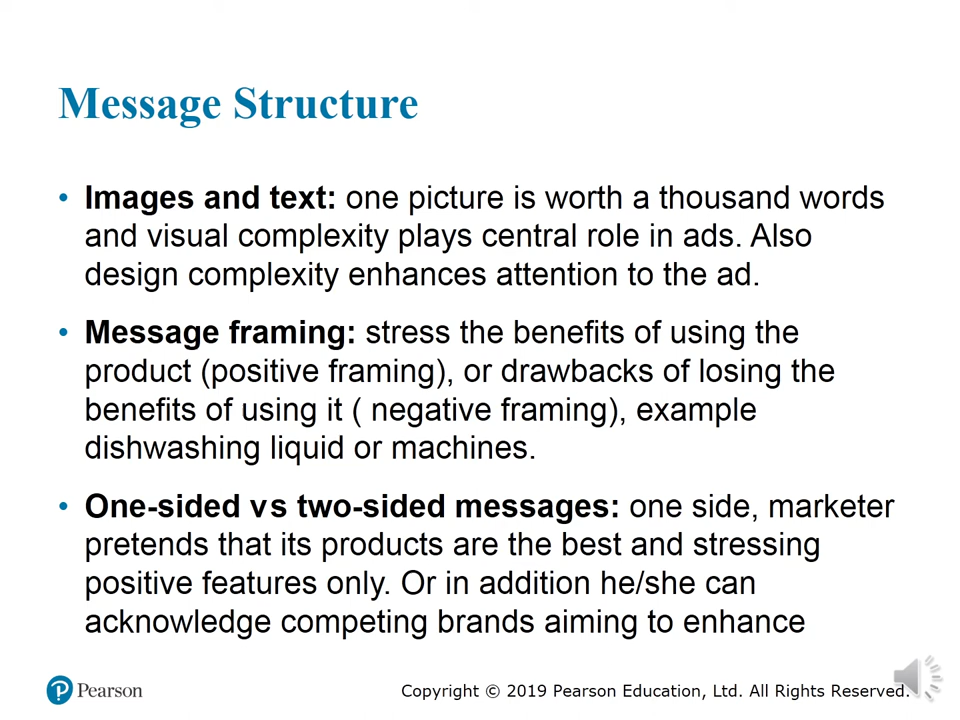 Message Structure
• Images and text: one picture is worth a thousand words
and visual complexity plays central role in ads. Also
design complexity enhances attention to the ad.
• Message framing: stress the benefits of using the
product (positive framing), or drawbacks of losing the
benefits of using it ( negative framing), example
dishwashing liquid or machines.
• One-sided vs two-sided messages: one side, marketer
pretends that its products are the best and stressing
positive features only. Or in addition he/she can
acknowledge competing brands aiming to enhance
Pearson
Copyright © 2019 Pearson Education, Ltd. All Rights Reserved.